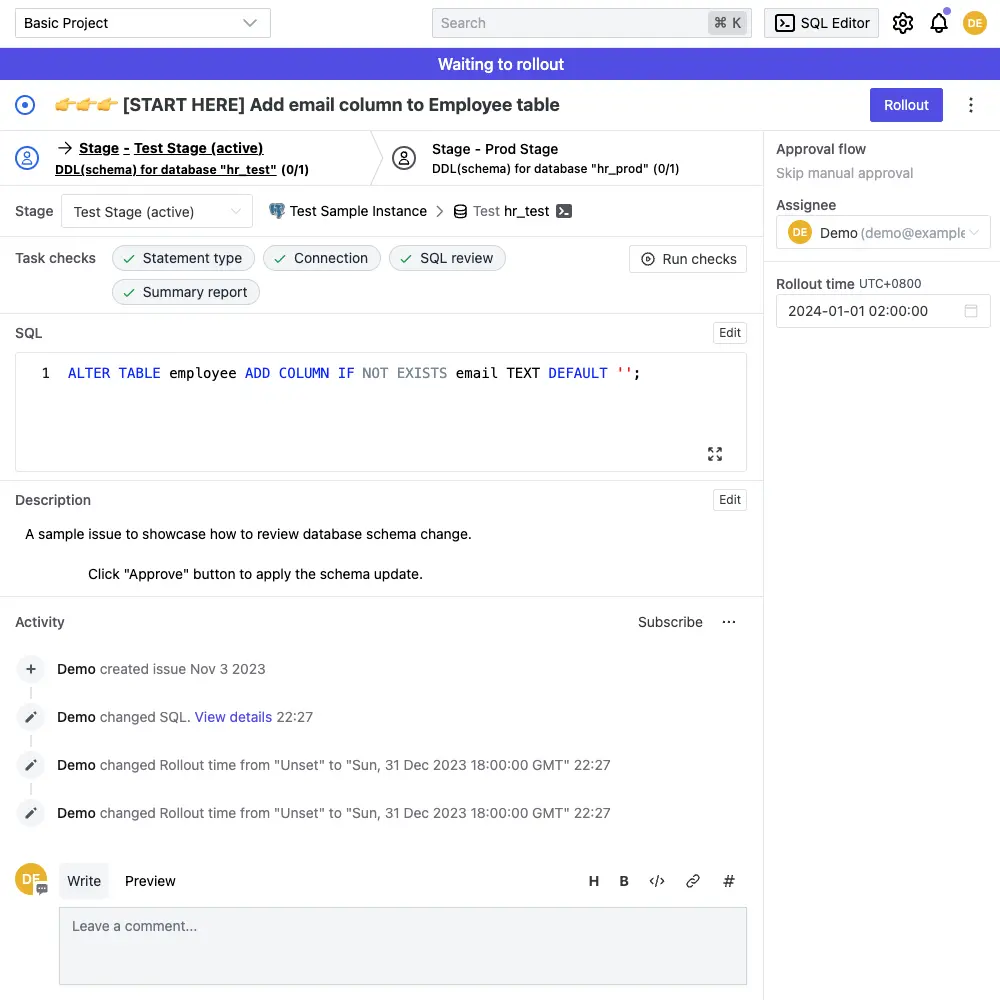 Basic Project
Search
⌘ K
SQL Editor
DE
Waiting to rollout
👉👉👉 [START HERE] Add email column to Employee table
Rollout
→ Stage - Test Stage (active)
DDL(schema) for database "hr_test" (0/1)
Stage - Prod Stage
DDL(schema) for database "hr_prod" (0/1)
Approval flow
Skip manual approval
Assignee
DE Demo (demo@example
Rollout time UTC+0800
2024-01-01 02:00:00
Stage Test Stage (active) Test Sample Instance > Test hr_test
Task checks Statement type Connection SQL review Run checks
Summary report
SQL Edit
1 ALTER TABLE employee ADD COLUMN IF NOT EXISTS email TEXT DEFAULT '';
Description Edit
A sample issue to showcase how to review database schema change.
Click "Approve" button to apply the schema update.
Activity Subscribe ...
Demo created issue Nov 3 2023
Demo changed SQL. View details 22:27
Demo changed Rollout time from "Unset" to "Sun, 31 Dec 2023 18:00:00 GMT" 22:27
Demo changed Rollout time from "Unset" to "Sun, 31 Dec 2023 18:00:00 GMT" 22:27
DE Write Preview H B </> #
Leave a comment...